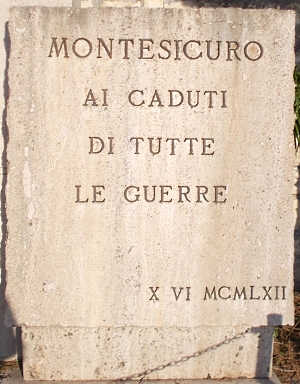 MONTESICURO
AI CADUTI
DI TUTTE
LE GUERRE
X VI MCMLXII